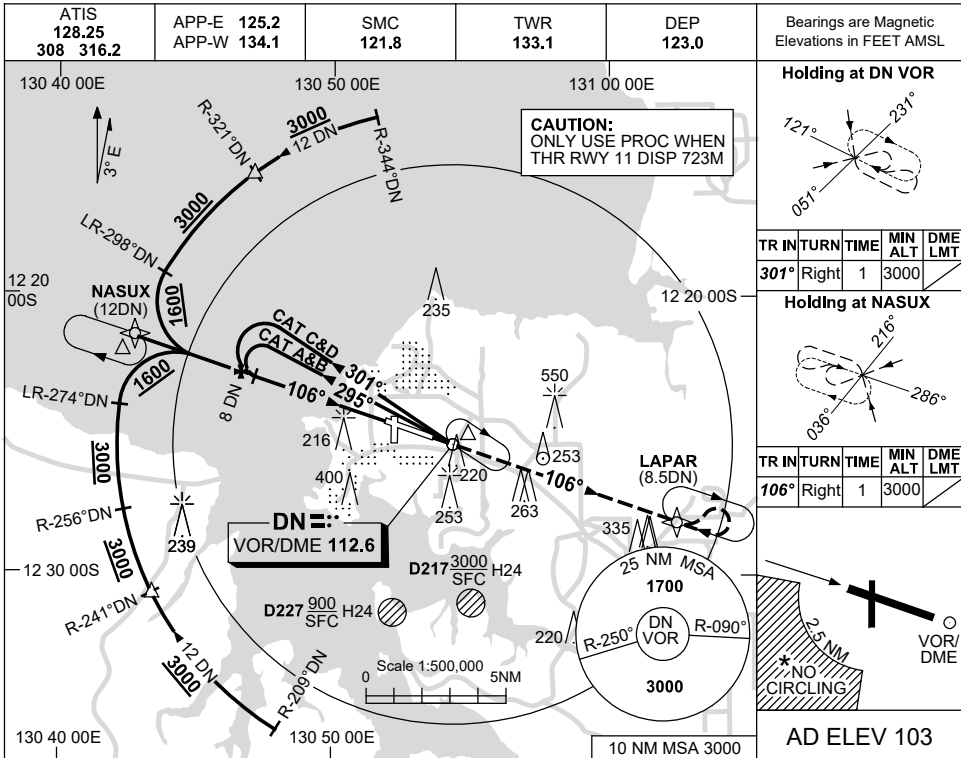 ATIS
128.25
308 316.2
APP-E 125.2
APP-W 134.1
SMC
121.8
TWR
133.1
DEP
123.0
Bearings are Magnetic
Elevations in FEET AMSL
130 40 00E
130 50 00E
131 00 00E
3° E
R-321°DN
3000
12 DN
R-344°DN
CAUTION:
ONLY USE PROC WHEN
THR RWY 11 DISP 723M
3000
LR-298°DN
12 20
00S
12 20 00S
NASUX
(12DN)
1600
1600
LR-274°DN
8 DN
CAT C&D
CAT A&B
301°
295°
106°
235
550
216
400
220
253
253
263
106°
LAPAR
(8.5DN)
335
3000
R-256°DN
239
DN
VOR/DME 112.6
3000
R-241°DN
12 30 00S
12 DN
3000
R-209°DN
D217 3000 H24
SFC
D227 900 H24
SFC
220
25 NM MSA
1700
DN
VOR
R-250°
R-090°
3000
Scale 1:500,000
0 5NM
130 40 00E
130 50 00E
10 NM MSA 3000
Holding at DN VOR
121°
231°
051°
TR IN TURN TIME MIN ALT DME LMT
301° Right 1 3000
Holding at NASUX
216°
286°
036°
TR IN TURN TIME MIN ALT DME LMT
106° Right 1 3000
2.5 NM
* NO
CIRCLING
VOR/
DME
AD ELEV 103